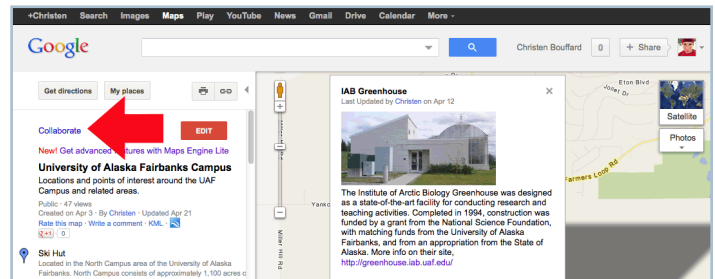 +Christen Search Images Maps Play YouTube News Gmail Drive Calendar More
Google
Christen Bouffard 0 + Share
Get directions My places
Collaborate EDIT
New! Get advanced features with Maps Engine Lite
University of Alaska Fairbanks Campus
Locations and points of interest around the UAF
Campus and related areas.
Public · 47 views
Created on Apr 3 · By Christen · Updated Apr 21
Rate this map · Write a comment · KML ·
+1 0
Ski Hut
Located in the North Campus area of the University of Alaska
Fairbanks. North Campus consists of approximately 1,100 acres o
IAB Greenhouse
Last Updated by Christen on Apr 12
The Institute of Arctic Biology Greenhouse was designed
as a state-of-the-art facility for conducting research and
teaching activities. Completed in 1994, construction was
funded by a grant from the National Science Foundation,
with matching funds from the University of Alaska
Fairbanks, and from an appropriation from the State of
Alaska. More info on their site,
http://greenhouse.iab.uaf.edu/
Yanko
Miller Hill Rd
Eton Blvd
Joliet Dr
Farmers Loop Rd
Satellite
Photos